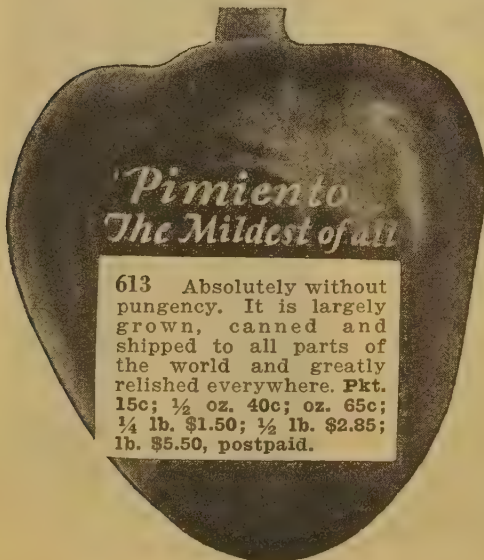 Pimiento
The Mildest of all
613 Absolutely without
pungency. It is largely
grown, canned and
shipped to all parts of
the world and greatly
relished everywhere. Pkt.
15c; ½ oz. 40c; oz. 65c;
¼ lb. $1.50; ½ lb. $2.85;
lb. $5.50, postpaid.